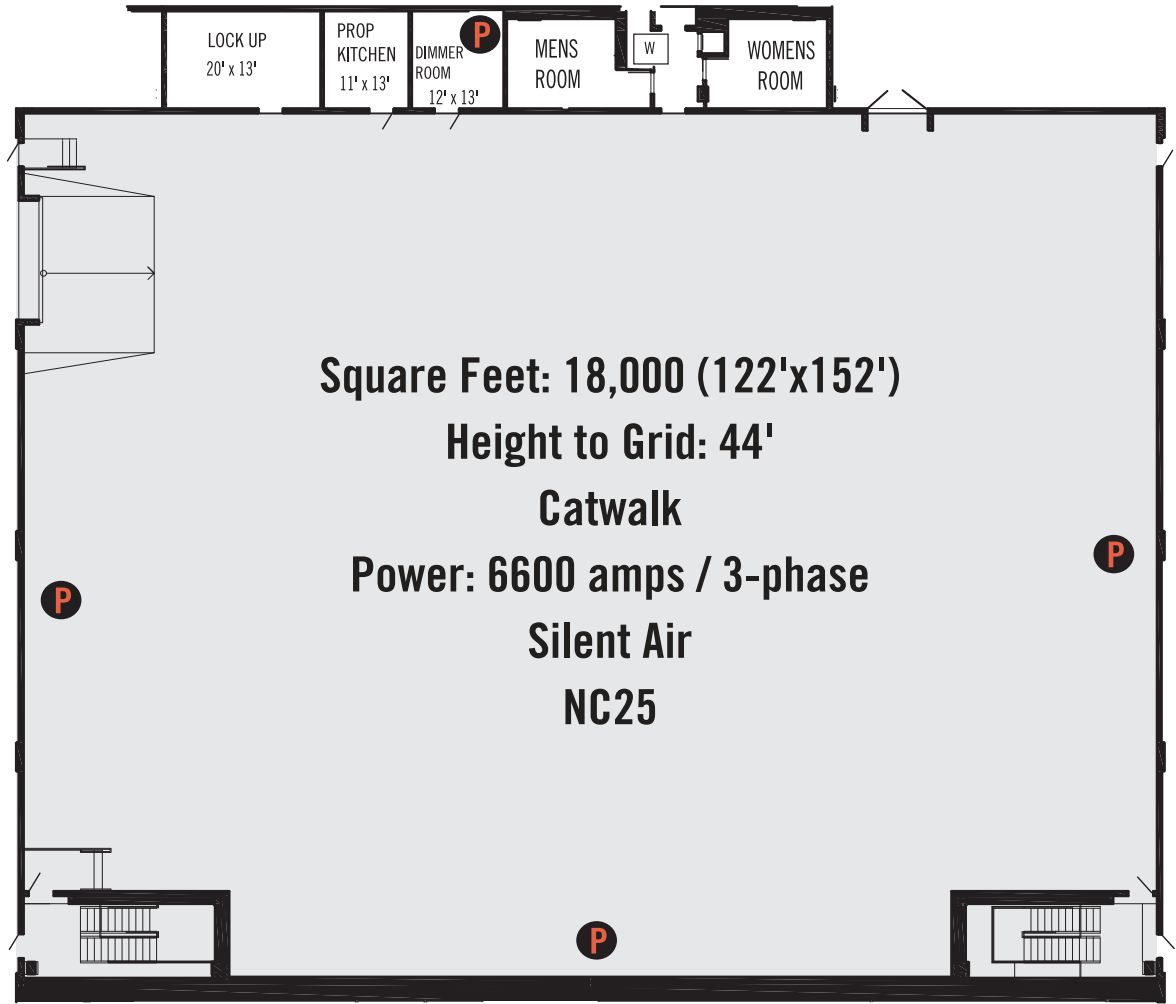 LOCK UP
20' x 13'
PROP
KITCHEN
11' x 13'
DIMMER
ROOM
12' x 13'
P
MENS
ROOM
W
WOMENS
ROOM
Square Feet: 18,000 (122'x152')
Height to Grid: 44'
Catwalk
Power: 6600 amps / 3-phase
Silent Air
NC25
P
P
P